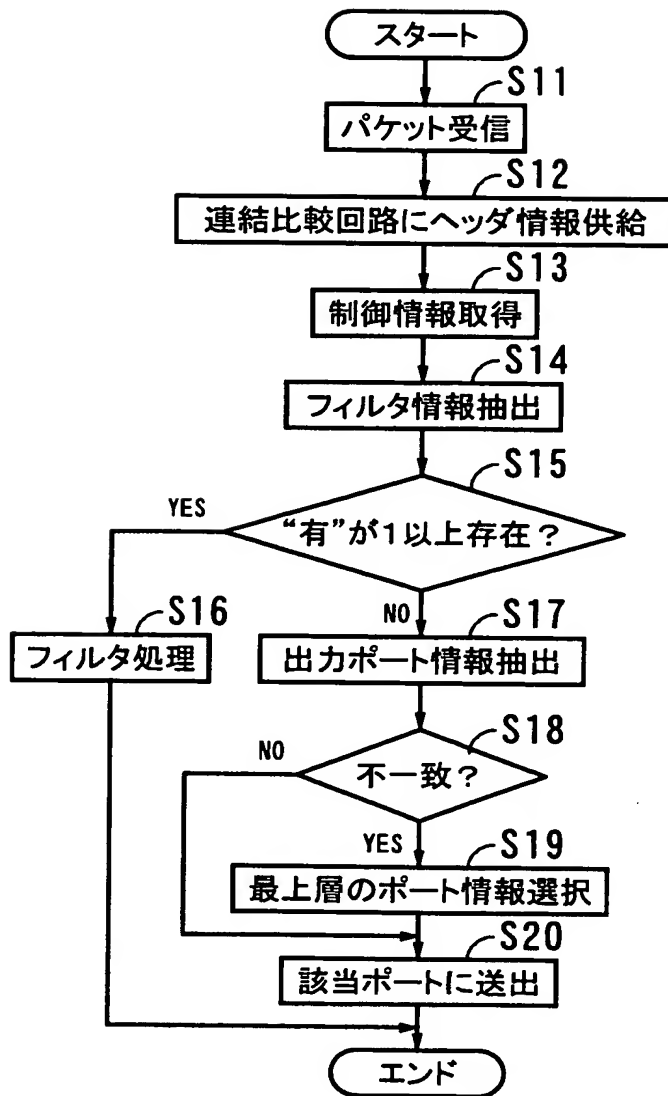 スタート
S11
パケット受信
S12
連結比較回路にヘッダ情報供給
S13
制御情報取得
S14
フィルタ情報抽出
S15
YES
“有”が1以上存在?
S16
NO
S17
フィルタ処理
出力ポート情報抽出
S18
NO
不一致?
YES
S19
最上層のポート情報選択
S20
該当ポートに送出
エンド